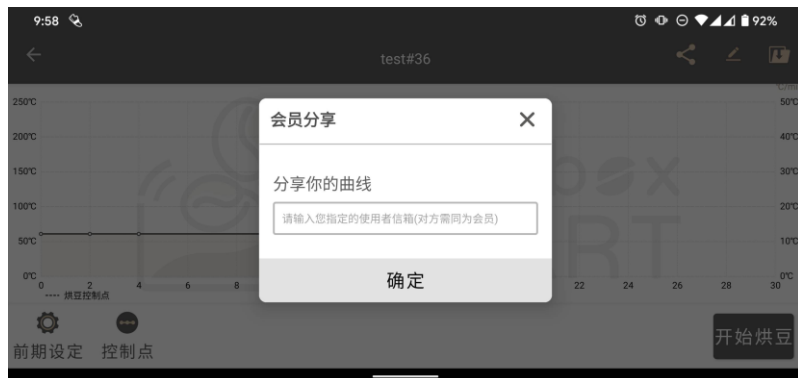 9:58
92%
test#36
℃/mi
250℃
50℃
200℃
40℃
150℃
30℃
100℃
20℃
50℃
10℃
0℃
0℃
0 2 4 6 8 22 24 26 28 30
box
ART
---- 烘豆控制点
会员分享
分享你的曲线
请输入您指定的使用者信箱(对方需同为会员)
确定
前期设定
控制点
开始烘豆